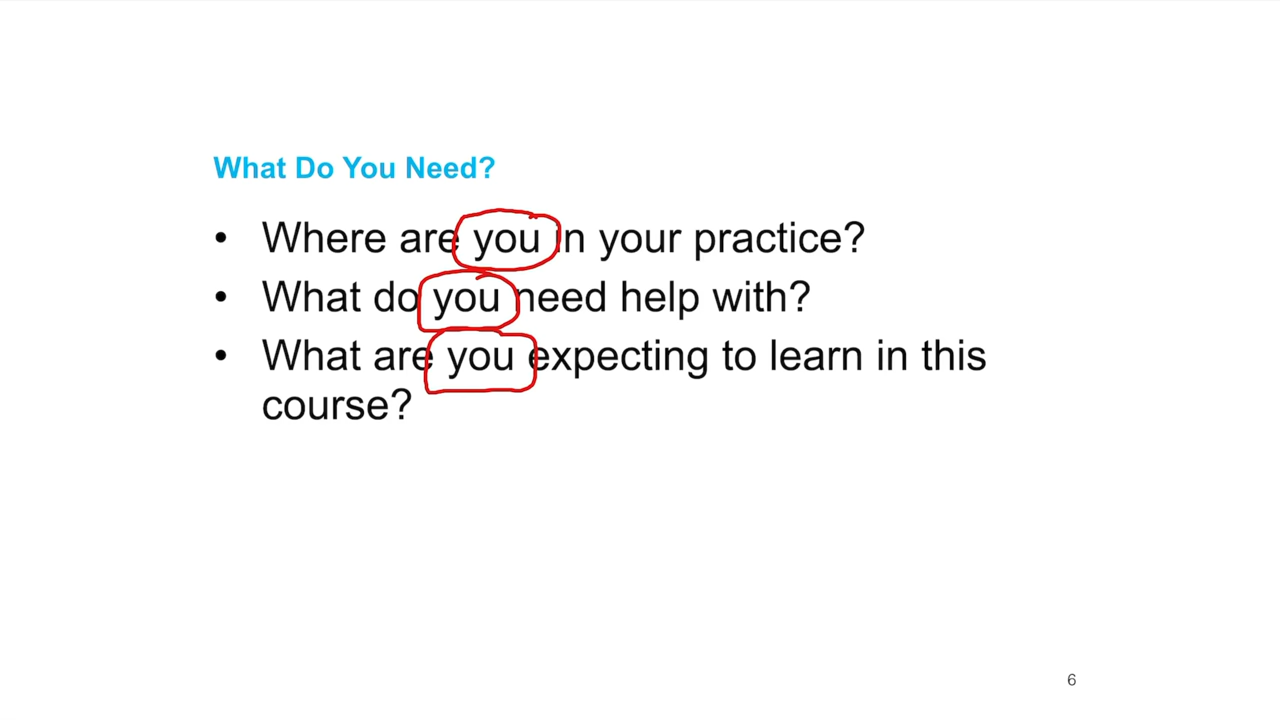 What Do You Need?
• Where are you in your practice?
• What do you need help with?
• What are you expecting to learn in this
course?
6